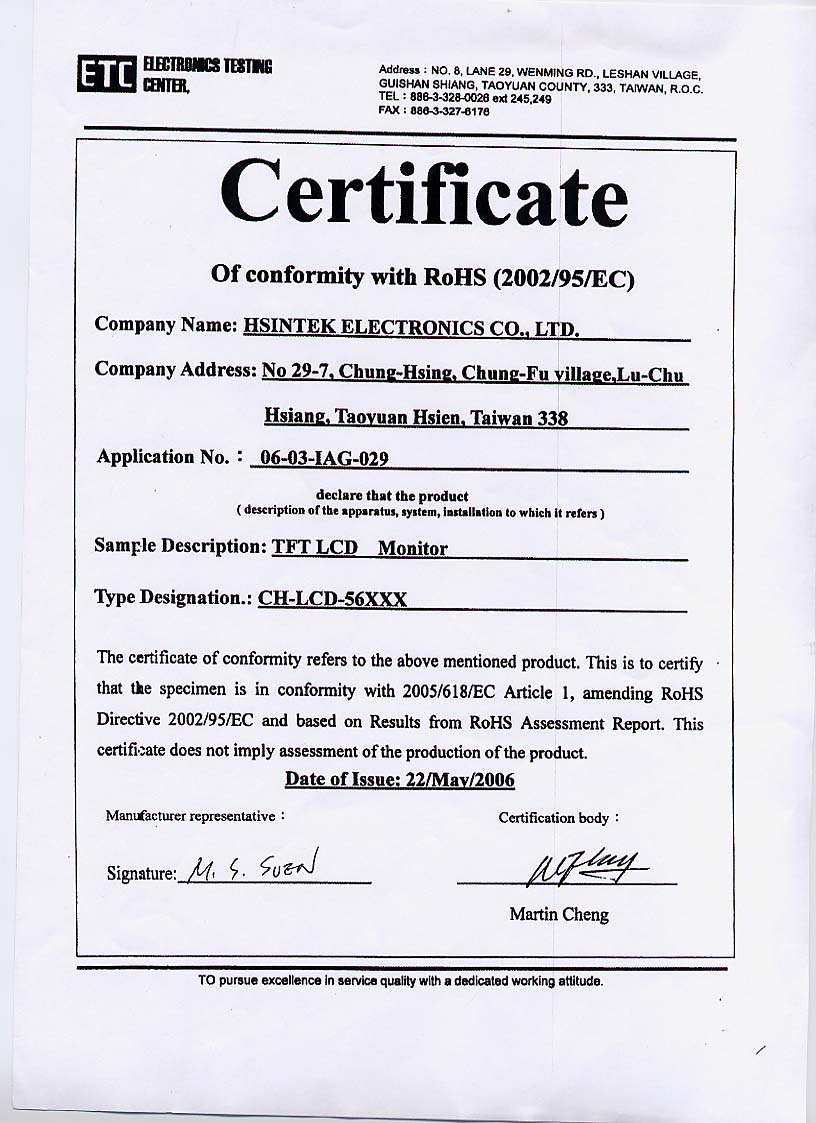 ETC ELECTRONICS TESTING
CENTER,
Address : NO. 8, LANE 29, WENMING RD., LESHAN VILLAGE,
GUISHAN SHIANG, TAOYUAN COUNTY, 333, TAIWAN, R.O.C.
TEL : 886-3-328-0026 ext 245,249
FAX : 886-3-327-6176
Certificate
Of conformity with RoHS (2002/95/EC)
Company Name: HSINTEK ELECTRONICS CO., LTD.
Company Address: No 29-7, Chung-Hsing, Chung-Fu village,Lu-Chu
Hsiang, Taoyuan Hsien, Taiwan 338
Application No. : 06-03-IAG-029
declare that the product
( description of the apparatus, system, installation to which it refers )
Sample Description: TFT LCD Monitor
Type Designation.: CH-LCD-56XXX
The certificate of conformity refers to the above mentioned product. This is to certify
that the specimen is in conformity with 2005/618/EC Article 1, amending RoHS
Directive 2002/95/EC and based on Results from RoHS Assessment Report. This
certificate does not imply assessment of the production of the product.
Date of Issue: 22/May/2006
Manufacturer representative :
Certification body :
Signature: M. S. SUEN
Martin Cheng
TO pursue excellence in service quality with a dedicated working attitude.